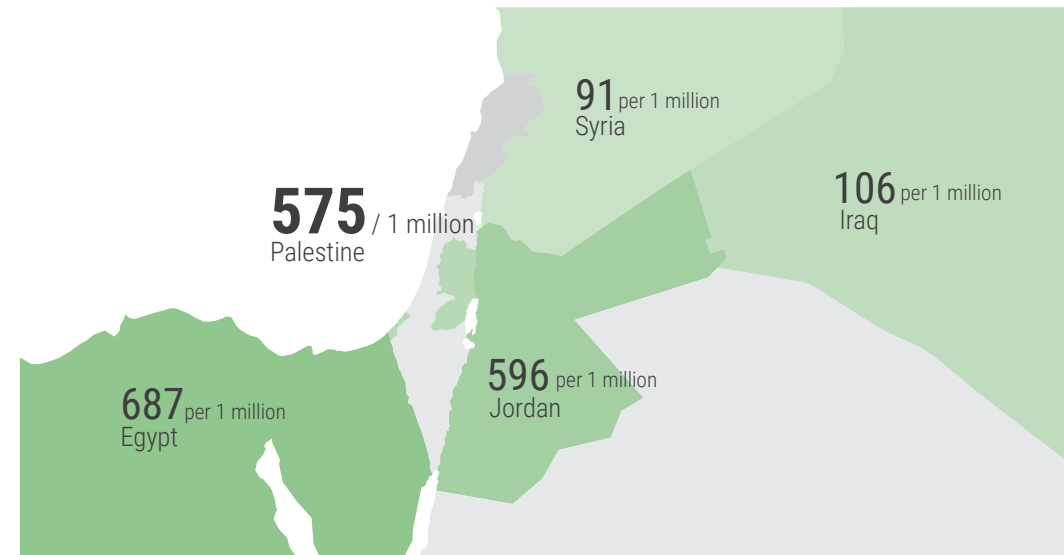 91 per 1 million
Syria
106 per 1 million
Iraq
575 / 1 million
Palestine
596 per 1 million
Jordan
687 per 1 million
Egypt